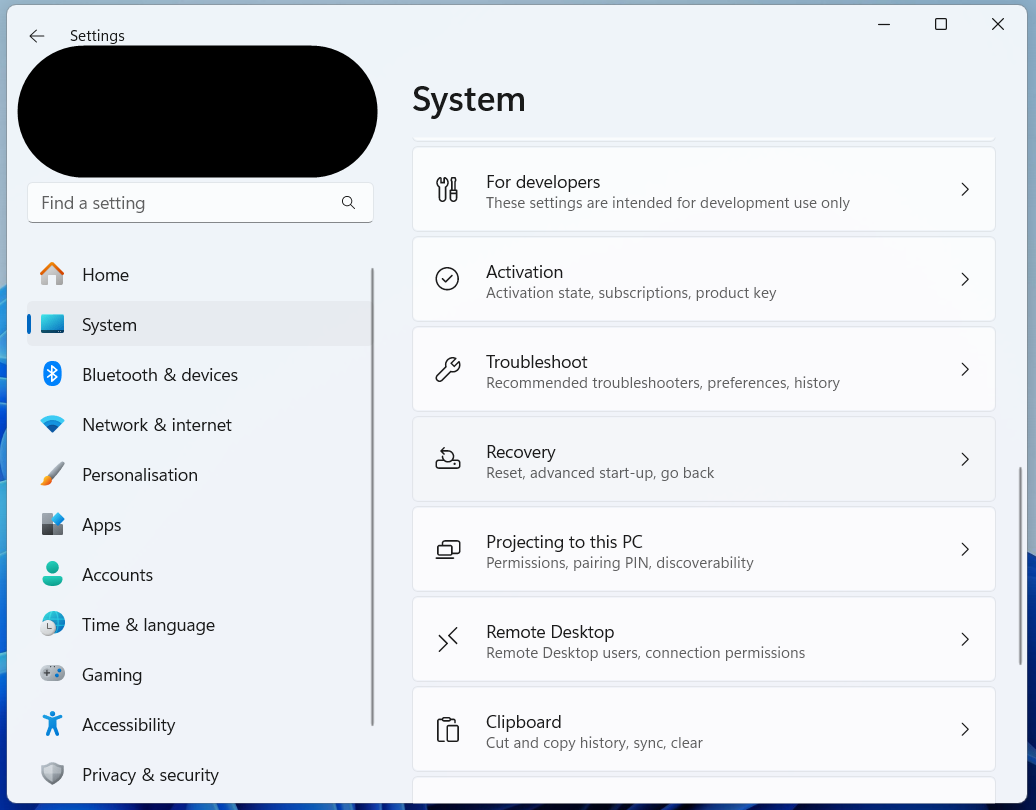 Settings
Find a setting
Home
System
Bluetooth & devices
Network & internet
Personalisation
Apps
Accounts
Time & language
Gaming
Accessibility
Privacy & security
System
For developers
These settings are intended for development use only
Activation
Activation state, subscriptions, product key
Troubleshoot
Recommended troubleshooters, preferences, history
Recovery
Reset, advanced start-up, go back
Projecting to this PC
Permissions, pairing PIN, discoverability
Remote Desktop
Remote Desktop users, connection permissions
Clipboard
Cut and copy history, sync, clear